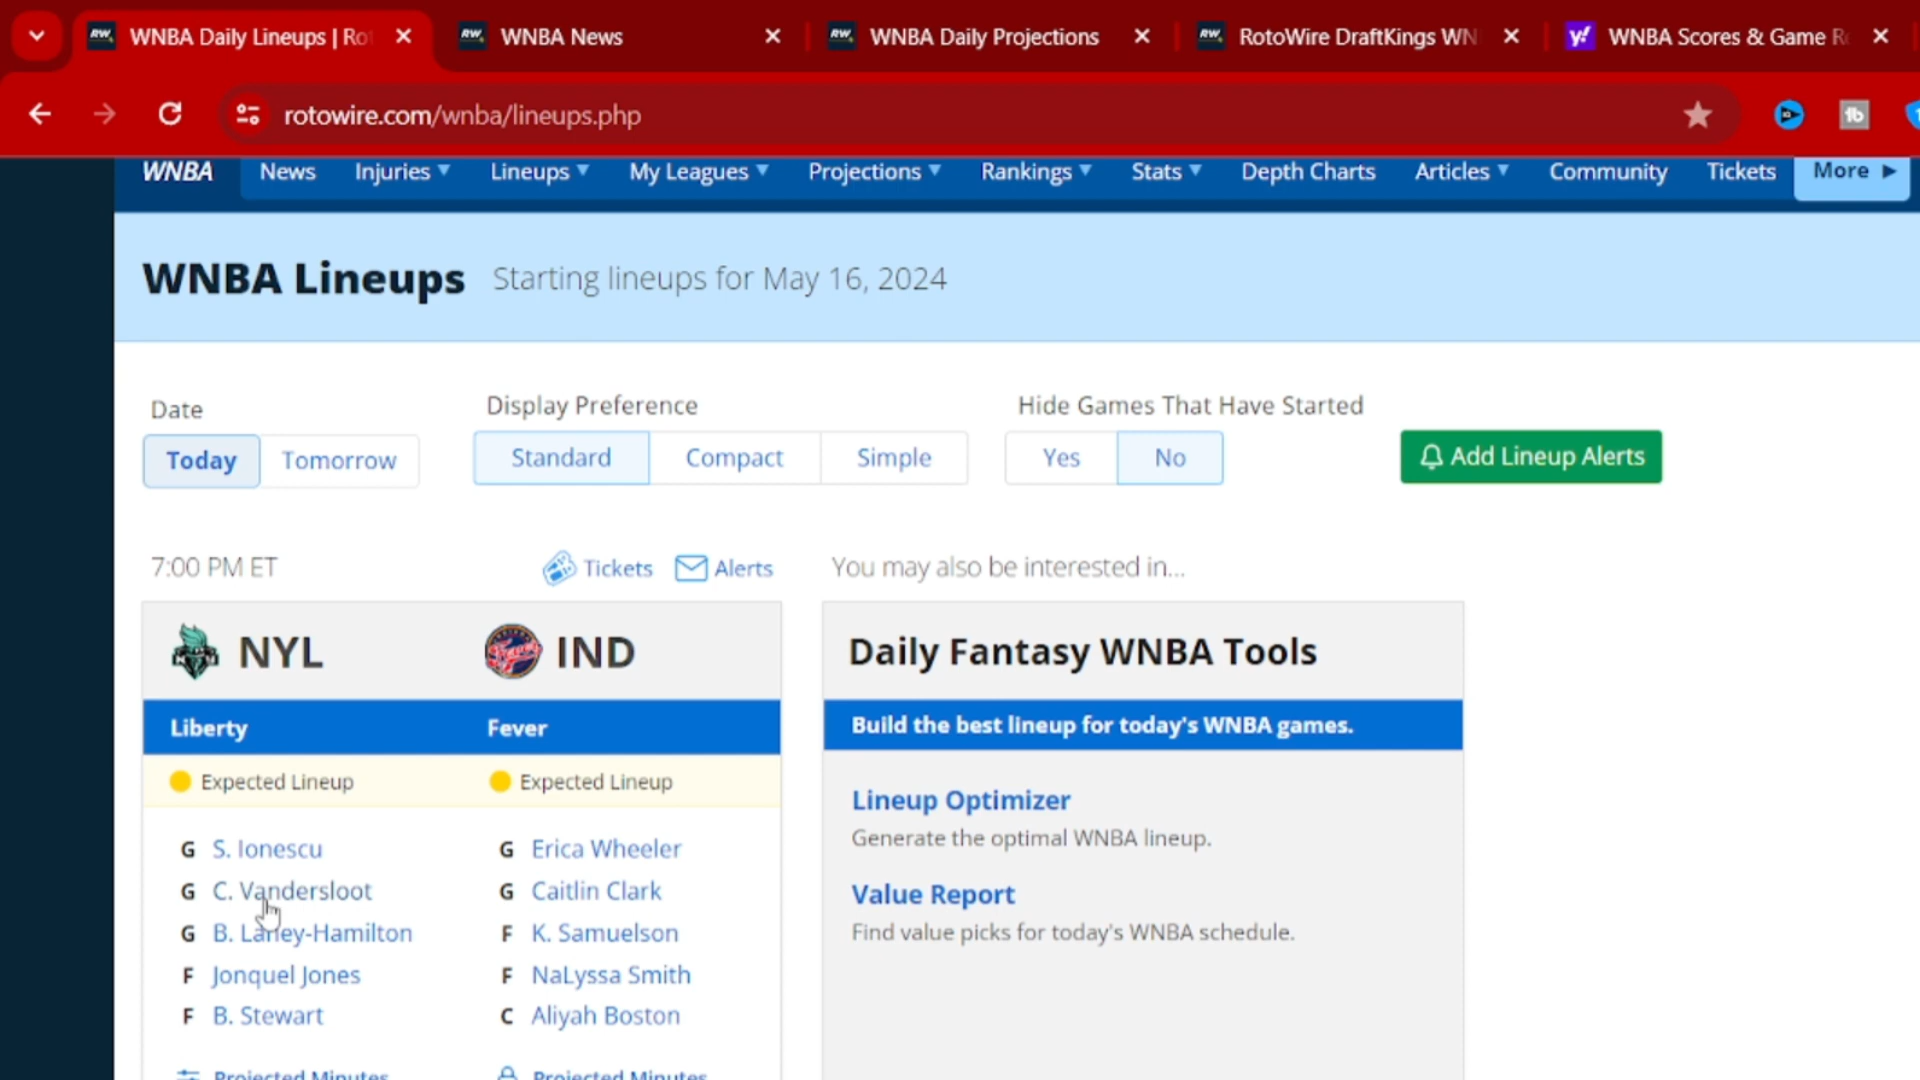 WNBA Daily Lineups | Rot
WNBA News
WNBA Daily Projections
RotoWire DraftKings WN
WNBA Scores & Game R
rotowire.com/wnba/lineups.php
WNBA
News
Injuries
Lineups
My Leagues
Projections
Rankings
Stats
Depth Charts
Articles
Community
Tickets
More
WNBA Lineups Starting lineups for May 16, 2024
Date
Display Preference
Hide Games That Have Started
Today
Tomorrow
Standard
Compact
Simple
Yes
No
Add Lineup Alerts
7:00 PM ET
Tickets
Alerts
You may also be interested in...
NYL
IND
Liberty
Fever
Expected Lineup
Expected Lineup
G S. Ionescu
G C. Vandersloot
G B. Laney-Hamilton
F Jonquel Jones
F B. Stewart
Projected Minutes
G Erica Wheeler
G Caitlin Clark
F K. Samuelson
F NaLyssa Smith
C Aliyah Boston
Projected Minutes
Daily Fantasy WNBA Tools
Build the best lineup for today's WNBA games.
Lineup Optimizer
Generate the optimal WNBA lineup.
Value Report
Find value picks for today's WNBA schedule.